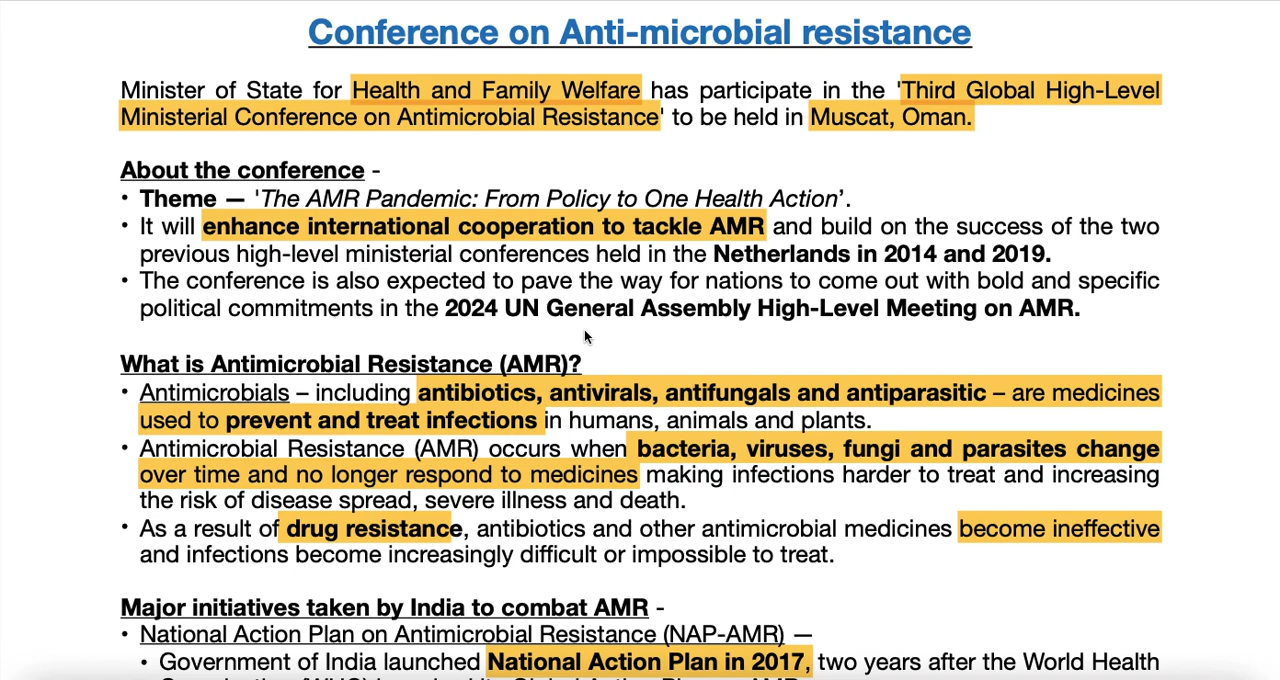 Conference on Anti-microbial resistance
Minister of State for Health and Family Welfare has participate in the 'Third Global High-Level
Ministerial Conference on Antimicrobial Resistance' to be held in Muscat, Oman.
About the conference -
• Theme — 'The AMR Pandemic: From Policy to One Health Action’.
• It will enhance international cooperation to tackle AMR and build on the success of the two
previous high-level ministerial conferences held in the Netherlands in 2014 and 2019.
• The conference is also expected to pave the way for nations to come out with bold and specific
political commitments in the 2024 UN General Assembly High-Level Meeting on AMR.
What is Antimicrobial Resistance (AMR)?
• Antimicrobials – including antibiotics, antivirals, antifungals and antiparasitic – are medicines
used to prevent and treat infections in humans, animals and plants.
• Antimicrobial Resistance (AMR) occurs when bacteria, viruses, fungi and parasites change
over time and no longer respond to medicines making infections harder to treat and increasing
the risk of disease spread, severe illness and death.
• As a result of drug resistance, antibiotics and other antimicrobial medicines become ineffective
and infections become increasingly difficult or impossible to treat.
Major initiatives taken by India to combat AMR -
• National Action Plan on Antimicrobial Resistance (NAP-AMR) —
• Government of India launched National Action Plan in 2017, two years after the World Health